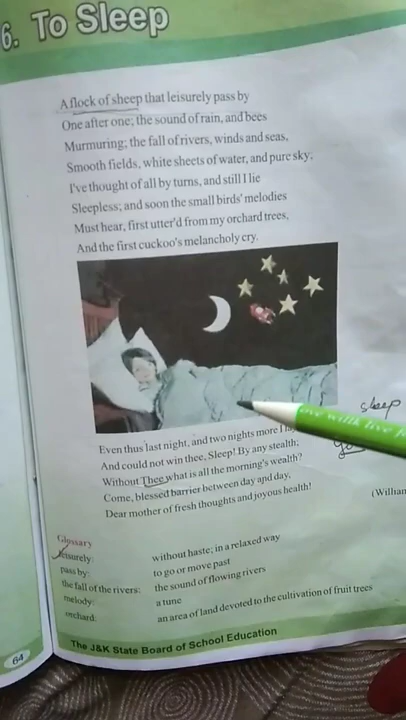 6. To Sleep
A flock of sheep that leisurely pass by
One after one; the sound of rain, and bees
Murmuring; the fall of rivers, winds and seas,
Smooth fields, white sheets of water, and pure sky;
I've thought of all by turns, and still I lie
Sleepless; and soon the small birds' melodies
Must hear, first utter'd from my orchard trees,
And the first cuckoo's melancholy cry.
Even thus last night, and two nights more I
And could not win thee, Sleep! By any stealth;
Without Thee what is all the morning's wealth?
Come, blessed barrier between day and day,
Dear mother of fresh thoughts and joyous health!
sleep
(William
Glossary
leisurely: without haste; in a relaxed way
pass by: to go or move past
the fall of the rivers: the sound of flowing rivers
melody: a tune
orchard: an area of land devoted to the cultivation of fruit trees
64 The J&K State Board of School Education